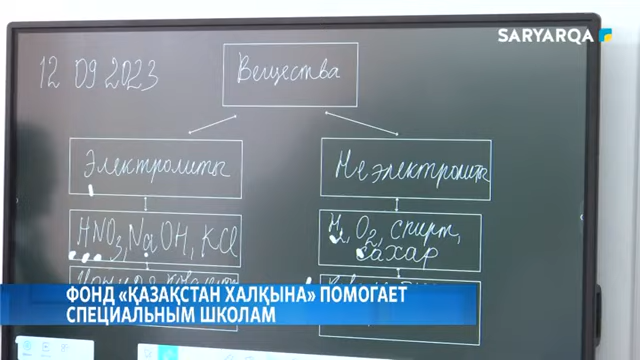 SARYARQA
12 09 2023
Вещества
Электролиты
Неэлектролиты
HNO3, NaOH, KCl
H2, O2, спирт,
сахар
ФОНД «ҚАЗАҚСТАН ХАЛҚЫНА» ПОМОГАЕТ
СПЕЦИАЛЬНЫМ ШКОЛАМ